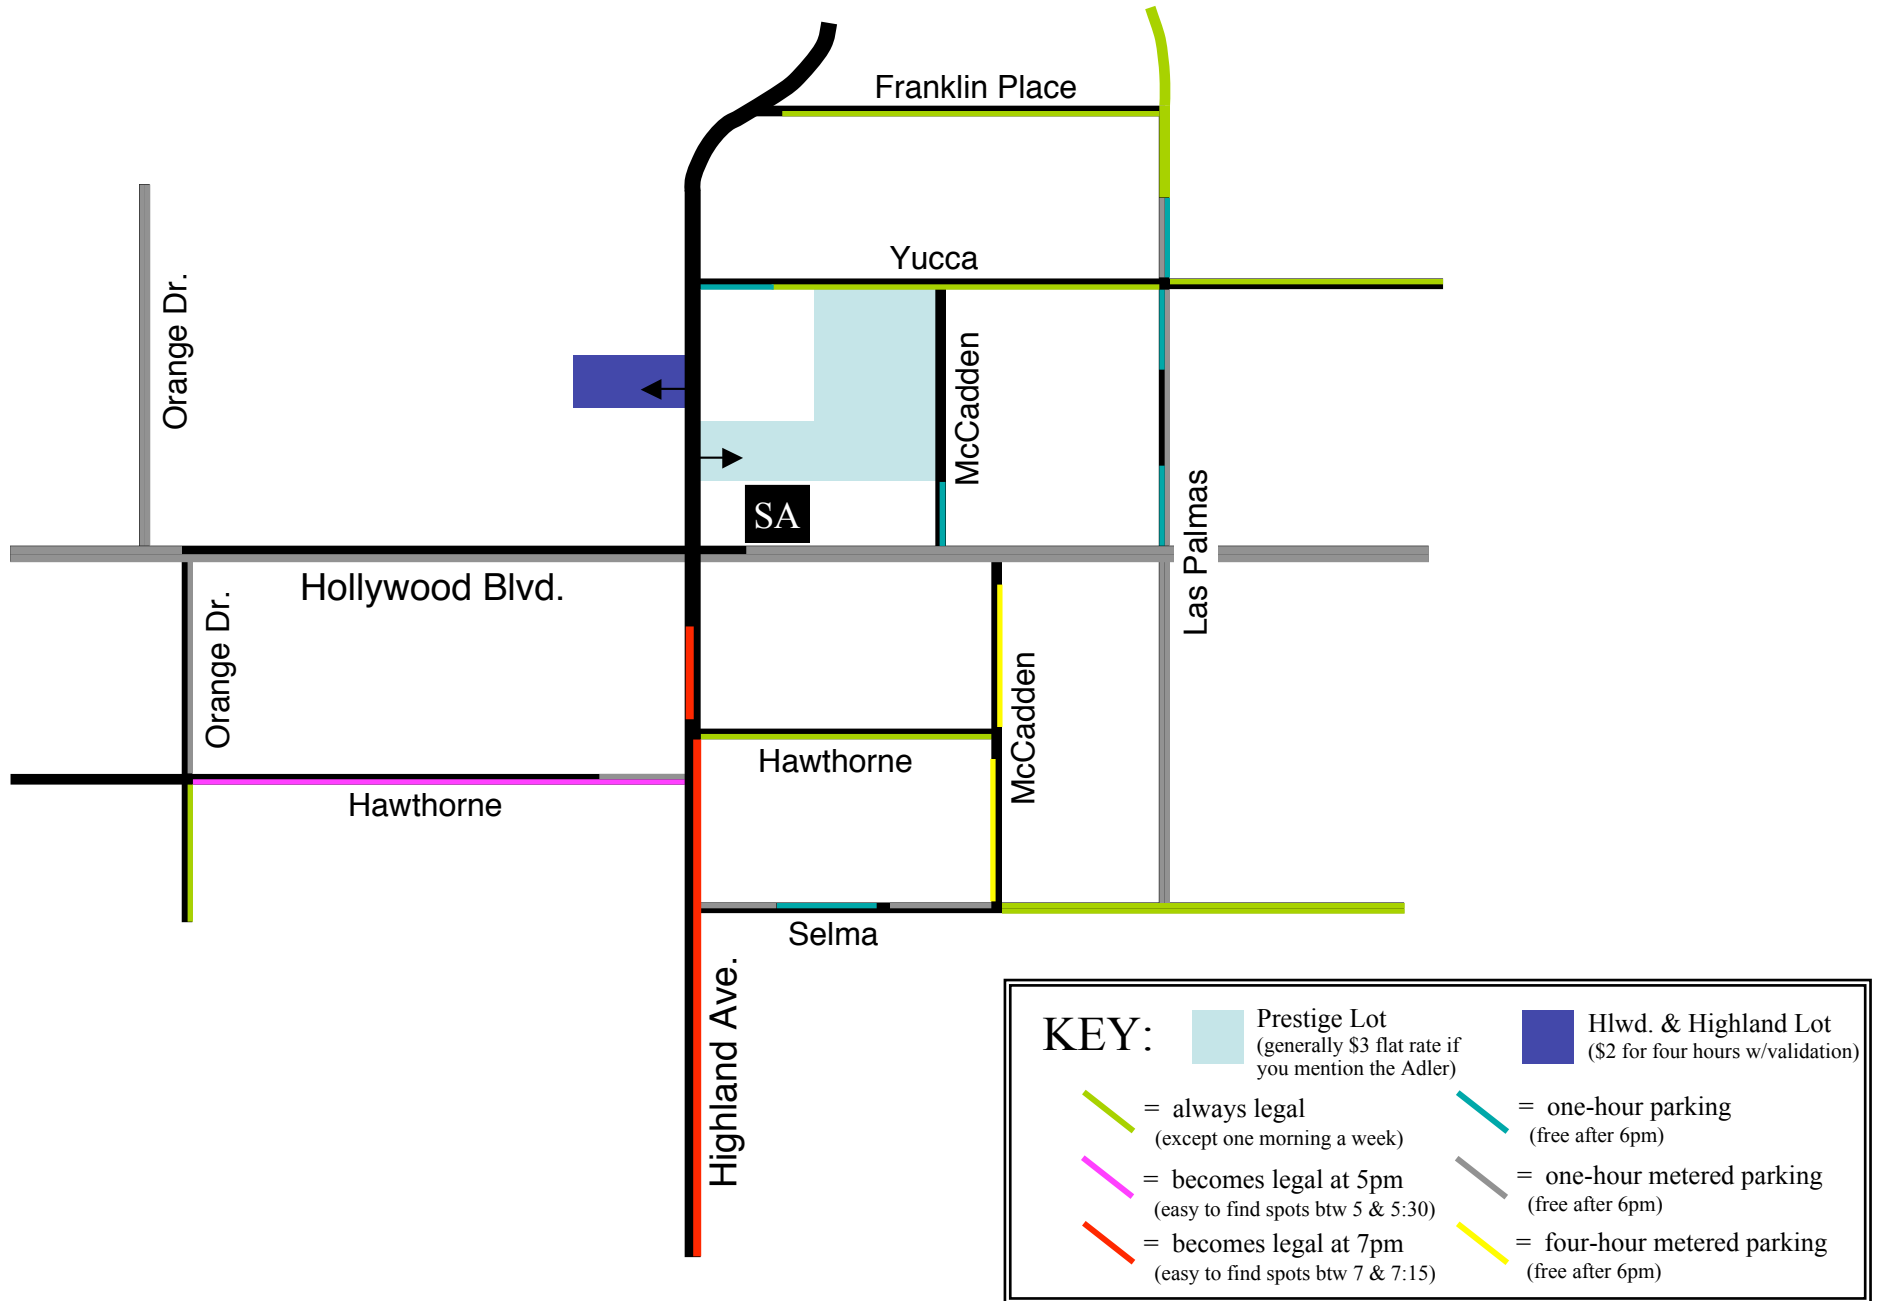 Franklin Place
Yucca
Orange Dr.
McCadden
SA
Las Palmas
Hollywood Blvd.
Orange Dr.
McCadden
Hawthorne
Hawthorne
Selma
Highland Ave.
KEY:
Prestige Lot
(generally $3 flat rate if
you mention the Adler)
Hlwd. & Highland Lot
($2 for four hours w/validation)
= always legal
(except one morning a week)
= one-hour parking
(free after 6pm)
= becomes legal at 5pm
(easy to find spots btw 5 & 5:30)
= one-hour metered parking
(free after 6pm)
= becomes legal at 7pm
(easy to find spots btw 7 & 7:15)
= four-hour metered parking
(free after 6pm)